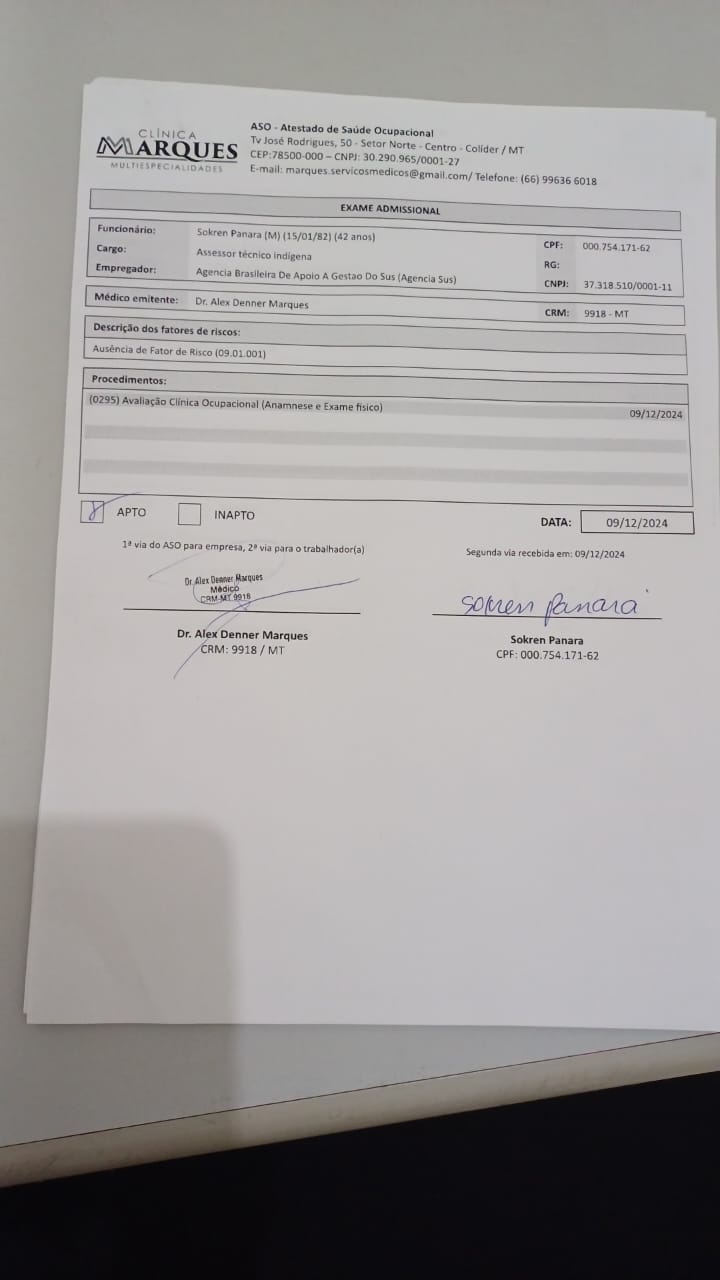 CLÍNICA
MARQUES
MULTIESPECIALIDADES
ASO - Atestado de Saúde Ocupacional
Tv José Rodrigues, 50 - Setor Norte - Centro - Colíder / MT
CEP:78500-000 – CNPJ: 30.290.965/0001-27
E-mail: marques.servicosmedicos@gmail.com/ Telefone: (66) 99636 6018
EXAME ADMISSIONAL
Funcionário: Sokren Panara (M) (15/01/82) (42 anos) CPF: 000.754.171-62
Cargo: Assessor técnico indígena RG:
Empregador: Agencia Brasileira De Apoio A Gestao Do Sus (Agencia Sus) CNPJ: 37.318.510/0001-11
Médico emitente: Dr. Alex Denner Marques CRM: 9918 - MT
Descrição dos fatores de riscos:
Ausência de Fator de Risco (09.01.001)
Procedimentos:
(0295) Avaliação Clínica Ocupacional (Anamnese e Exame físico) 09/12/2024
APTO INAPTO DATA: 09/12/2024
1ª via do ASO para empresa, 2ª via para o trabalhador(a) Segunda via recebida em: 09/12/2024
Dr. Alex Denner Marques
Médico
CRM-MT 9918
sokren panara
Dr. Alex Denner Marques Sokren Panara
CRM: 9918 / MT CPF: 000.754.171-62